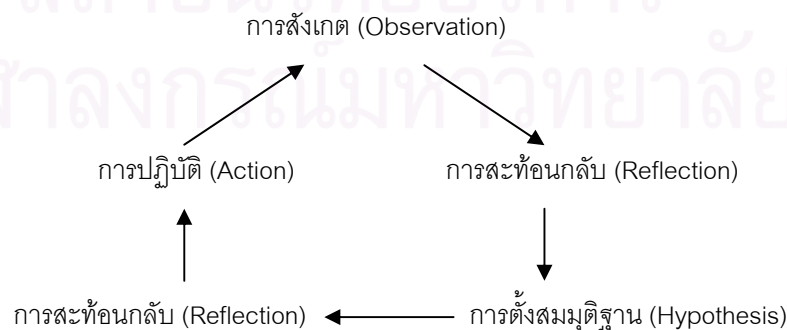 การสังเกต (Observation)
การปฏิบัติ (Action) การสะท้อนกลับ (Reflection)
การสะท้อนกลับ (Reflection) การตั้งสมมุติฐาน (Hypothesis)